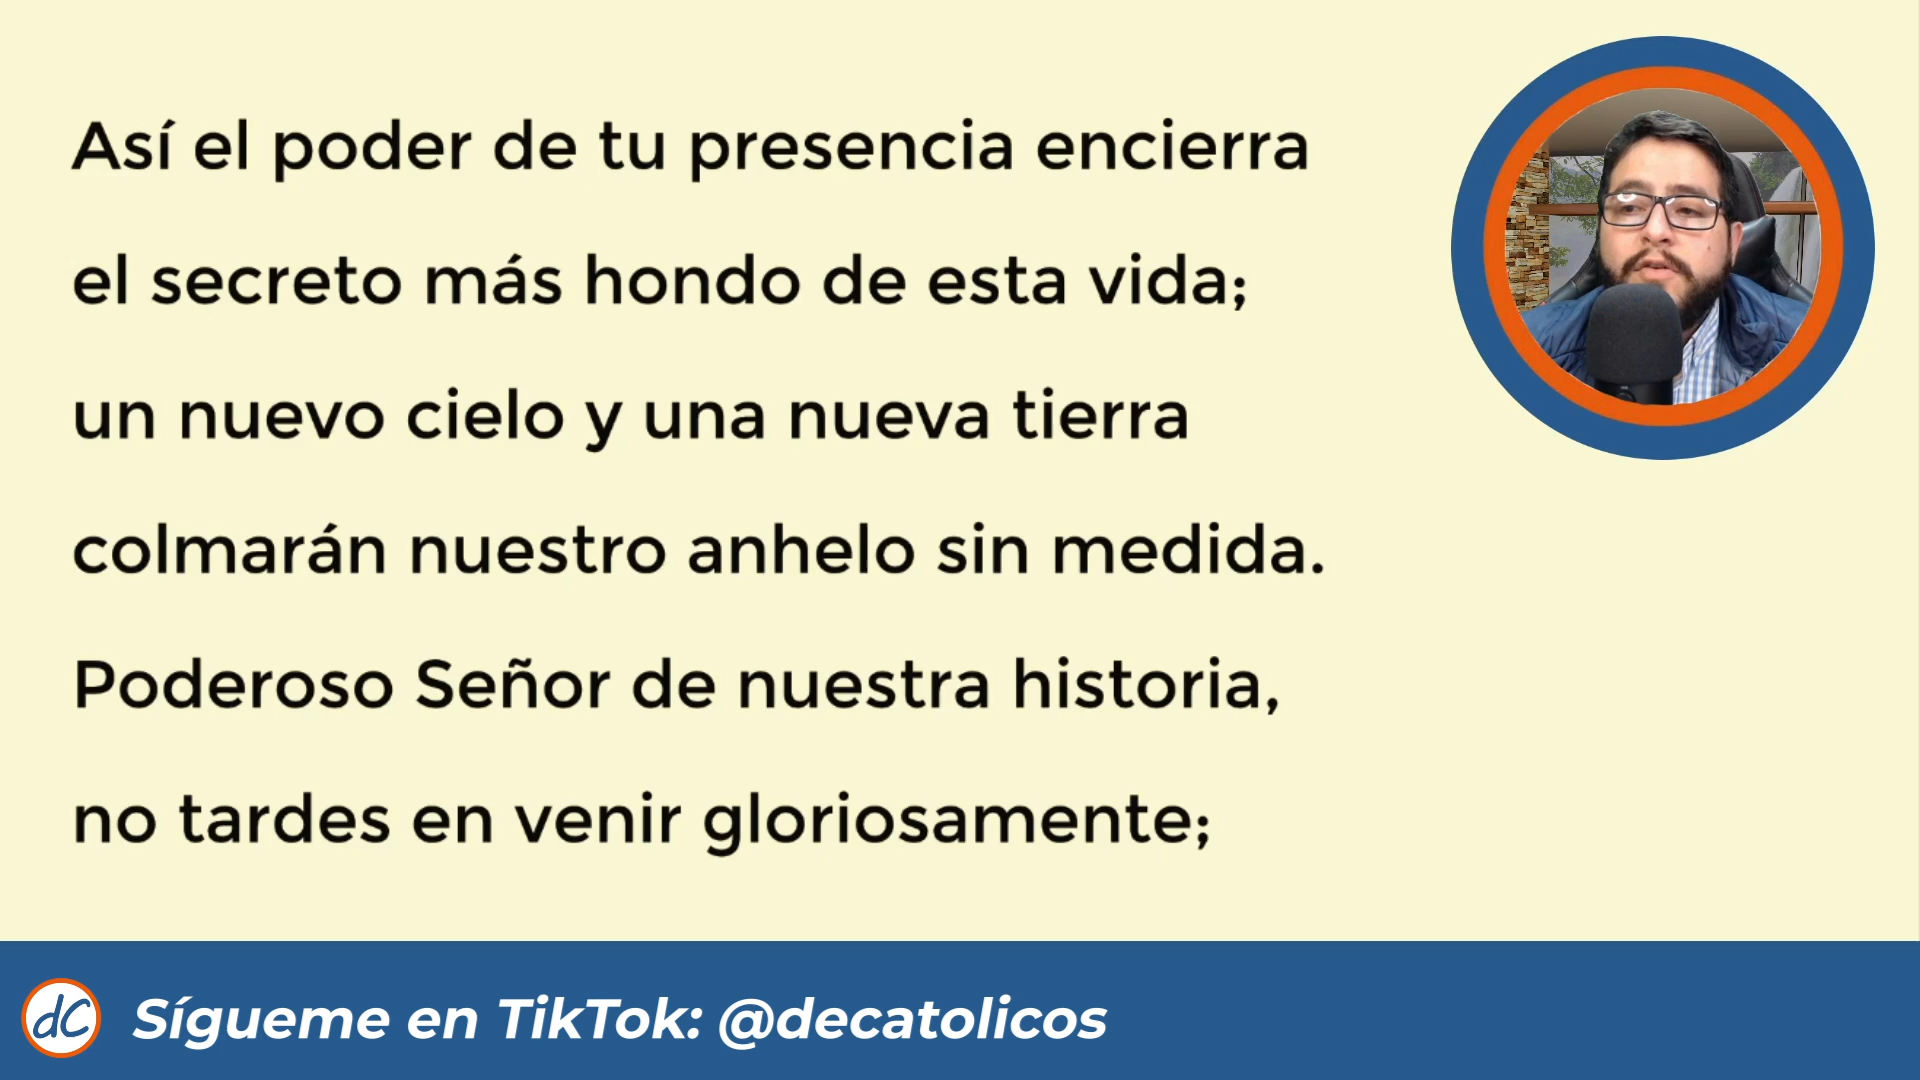 Así el poder de tu presencia encierra
el secreto más hondo de esta vida;
un nuevo cielo y una nueva tierra
colmarán nuestro anhelo sin medida.
Poderoso Señor de nuestra historia,
no tardes en venir gloriosamente;
dC Sígueme en TikTok: @decatolicos